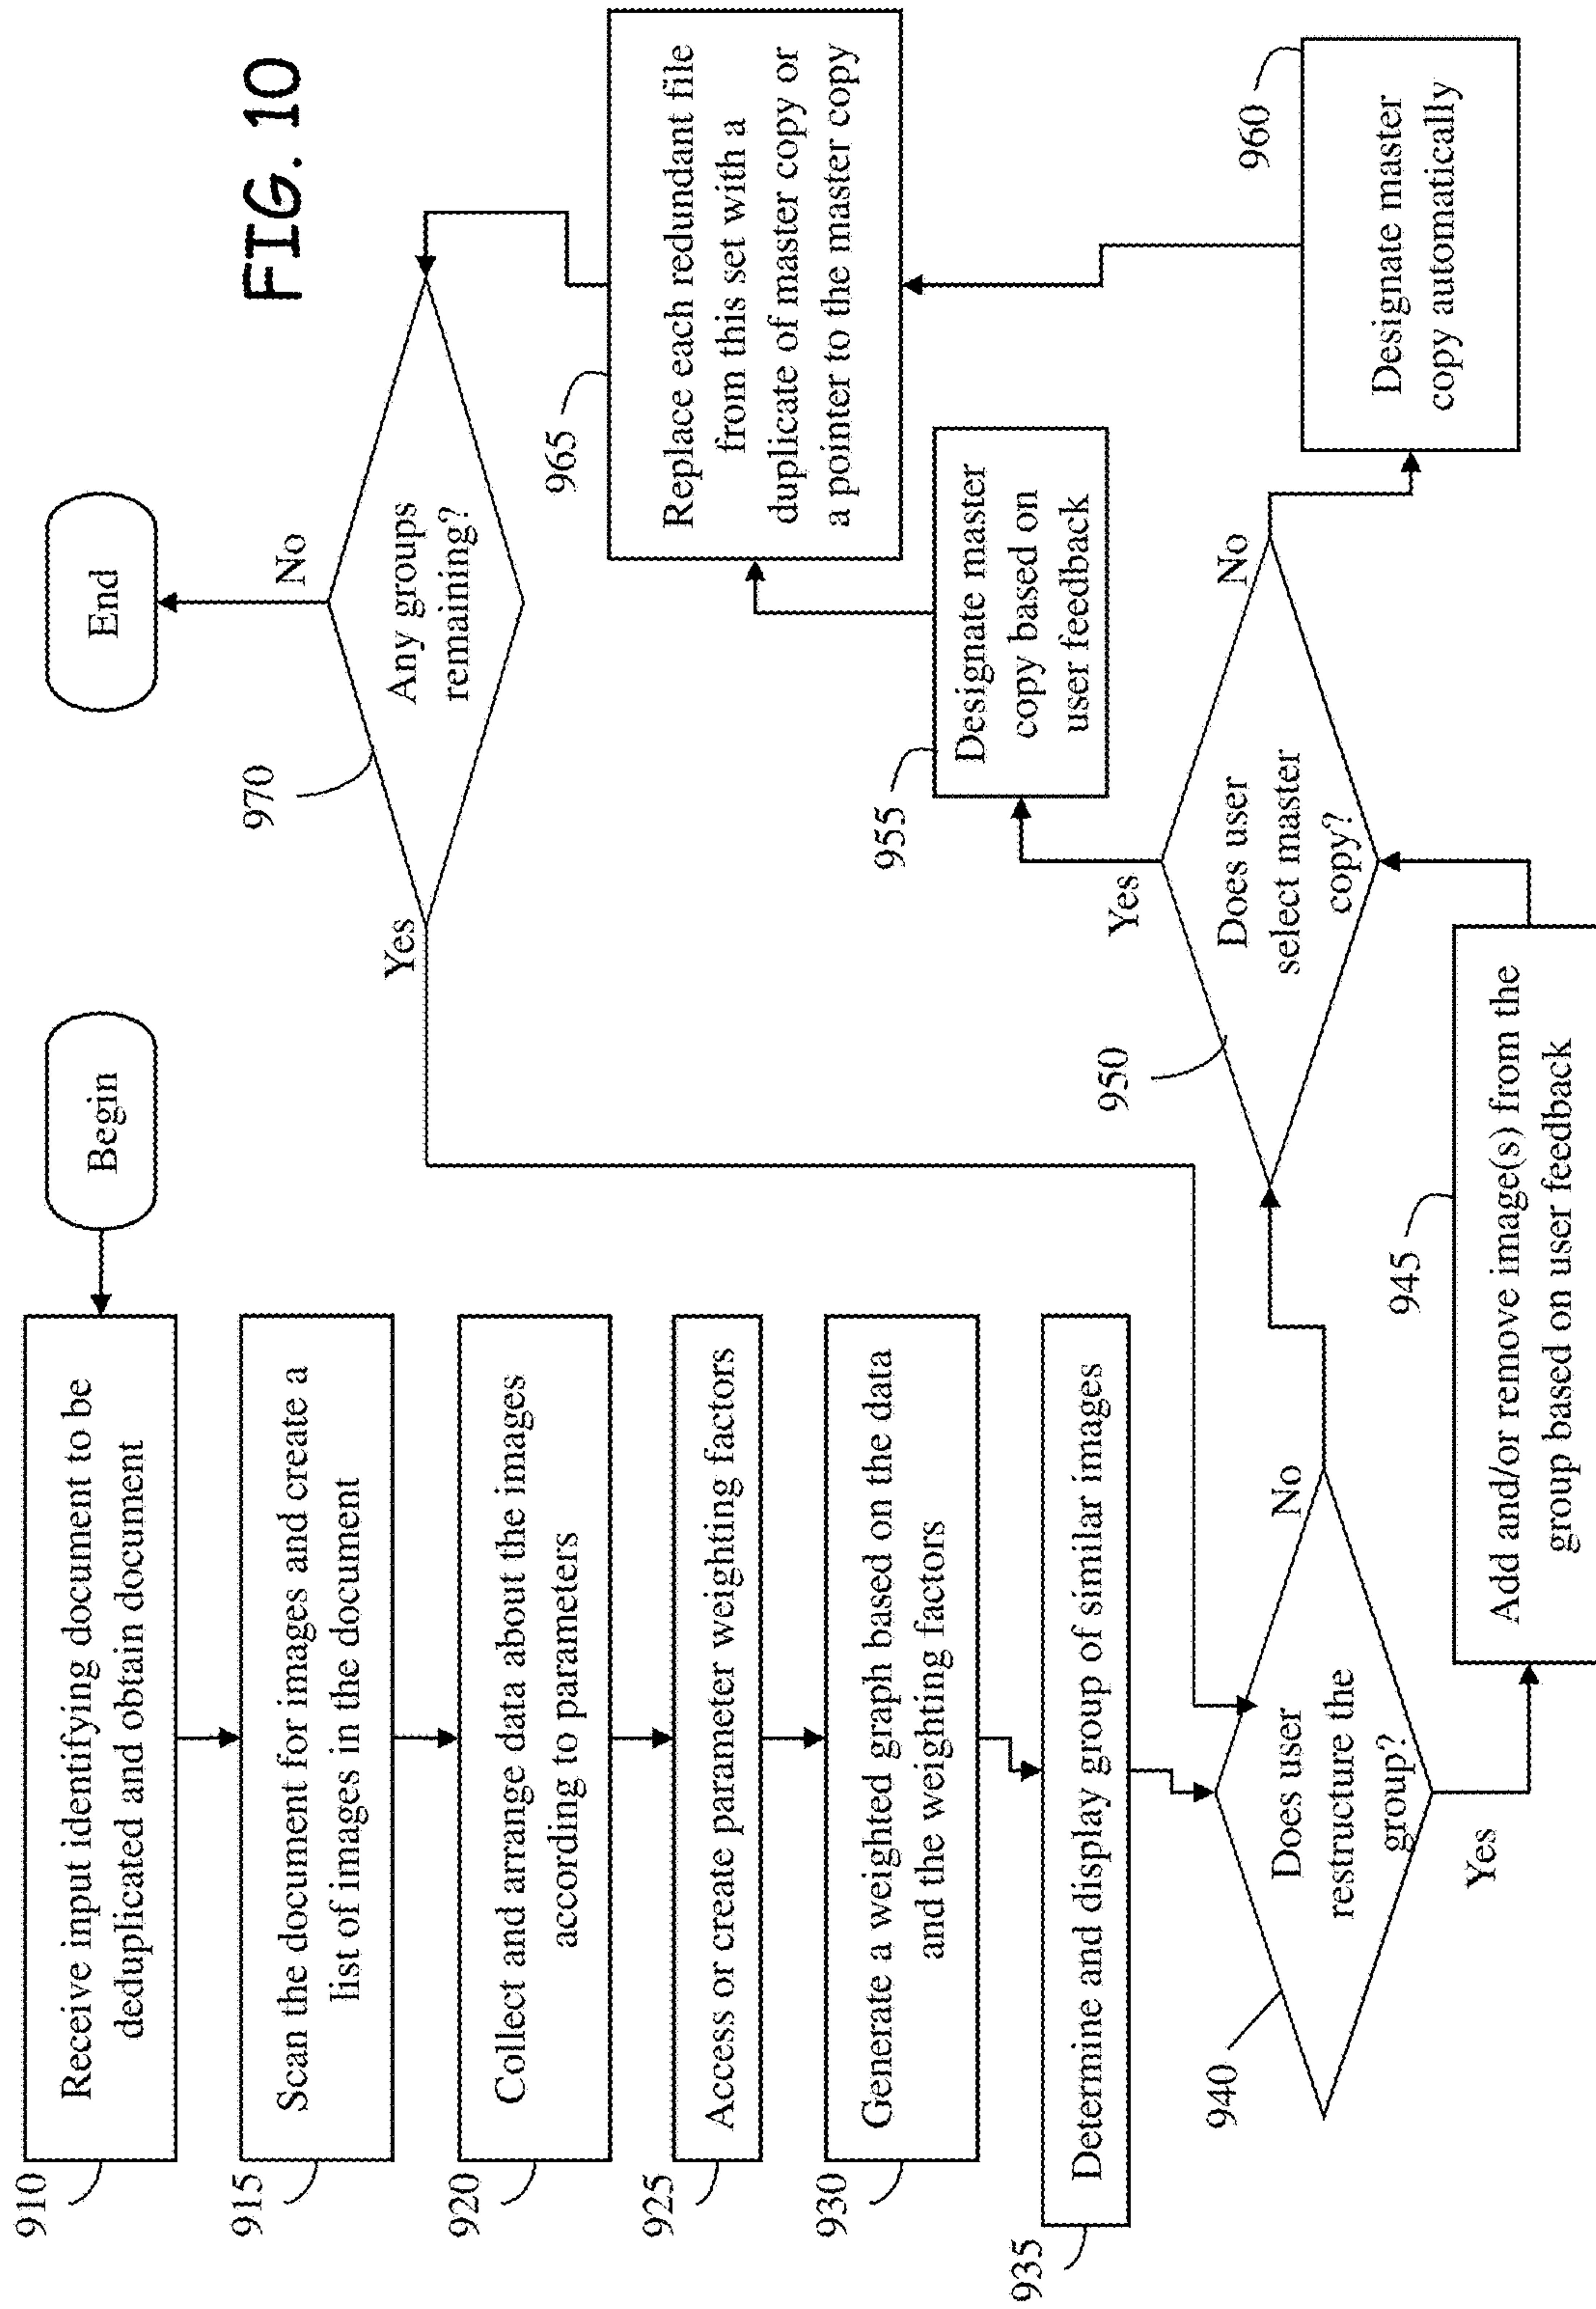 FIG. 10
Begin
910
Receive input identifying document to be
deduplicated and obtain document
915
Scan the document for images and create a
list of images in the document
920
Collect and arrange data about the images
according to parameters
925
Access or create parameter weighting factors
930
Generate a weighted graph based on the data
and the weighting factors
935
Determine and display group of similar images
940
Does user
restructure the
group?
No
Yes
945
Add and/or remove image(s) from the
group based on user feedback
950
Does user
select master
copy?
Yes
No
955
Designate master
copy based on
user feedback
960
Designate master
copy automatically
965
Replace each redundant file
from this set with a
duplicate of master copy or
a pointer to the master copy
970
Any groups
remaining?
Yes
No
End